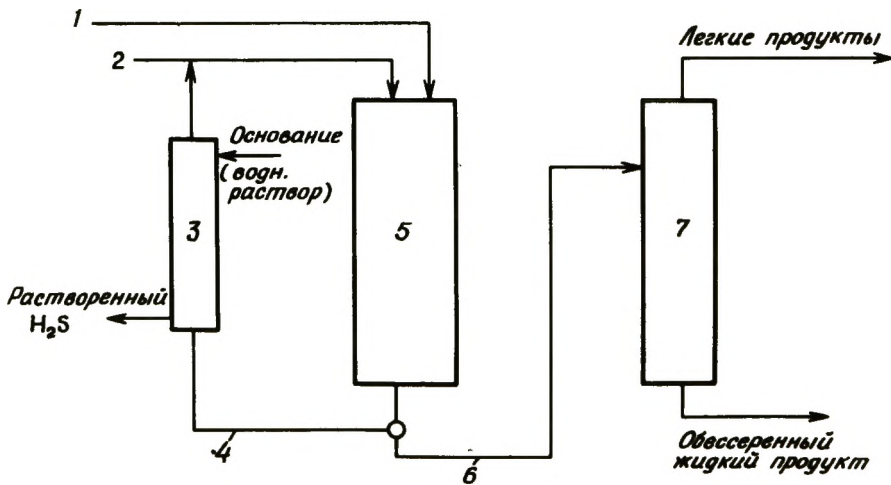 1
Легкие продукты
2
Основание
(водн.
раствор)
3
5
7
Растворенный
H₂S
4
6
Обессеренный
жидкий продукт